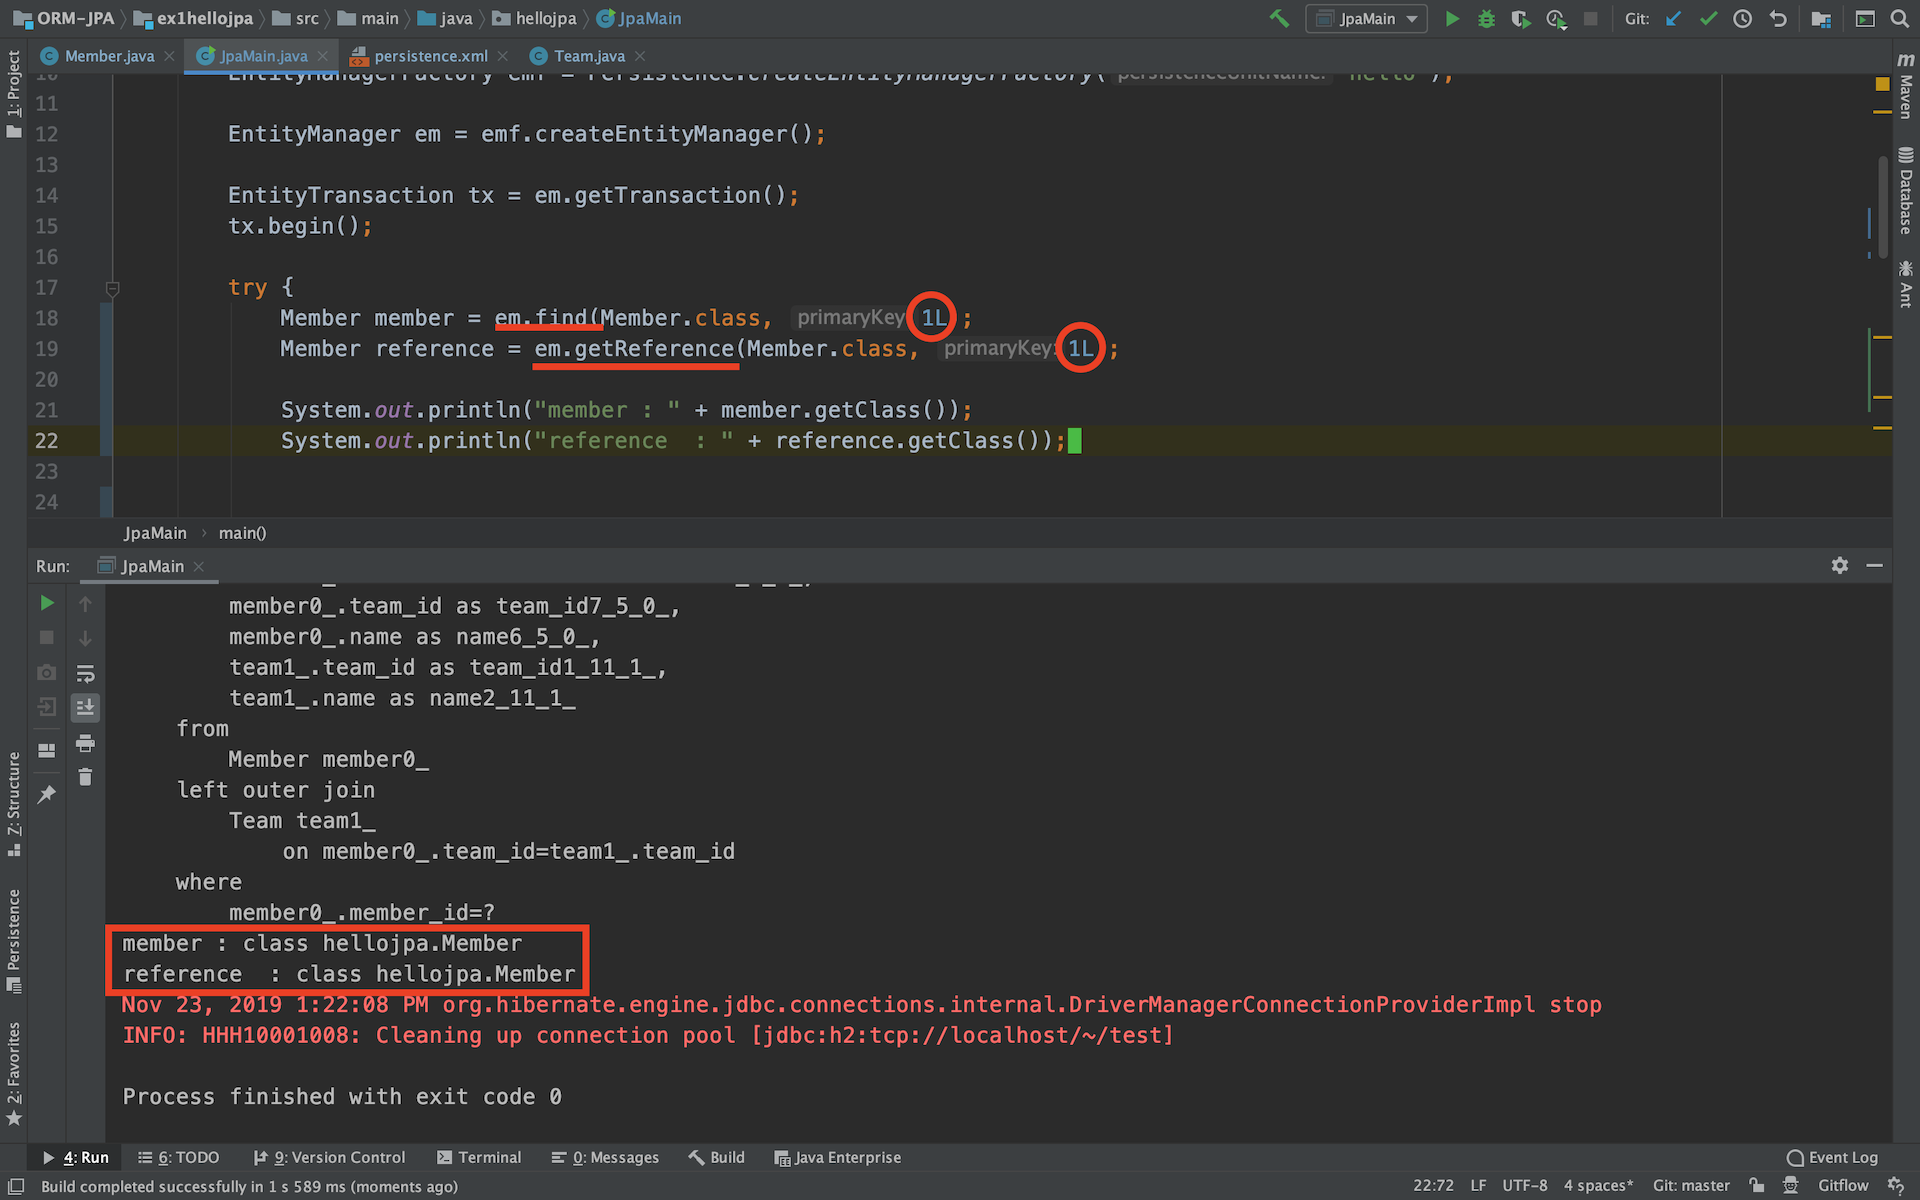 ORM-JPA ex1hellojpa src main java hellojpa JpaMain JpaMain Git:
Member.java JpaMain.java persistence.xml Team.java
10 EntityManagerFactory emf = Persistence.createEntityManagerFactory( persistenceUnitName: "hello");
11
12 EntityManager em = emf.createEntityManager();
13
14 EntityTransaction tx = em.getTransaction();
15 tx.begin();
16
17 try {
18 Member member = em.find(Member.class, primaryKey 1L ;
19 Member reference = em.getReference(Member.class, primaryKey: 1L ;
20
21 System.out.println("member : " + member.getClass());
22 System.out.println("reference  : " + reference.getClass());
23
24
JpaMain › main()
Run: JpaMain
member0_.team_id as team_id7_5_0_,
member0_.name as name6_5_0_,
team1_.team_id as team_id1_11_1_,
team1_.name as name2_11_1_
from
Member member0_
left outer join
Team team1_
on member0_.team_id=team1_.team_id
where
member0_.member_id=?
member : class hellojpa.Member
reference  : class hellojpa.Member
Nov 23, 2019 1:22:08 PM org.hibernate.engine.jdbc.connections.internal.DriverManagerConnectionProviderImpl stop
INFO: HHH10001008: Cleaning up connection pool [jdbc:h2:tcp://localhost/~/test]
Process finished with exit code 0
1: Project
Z: Structure
Persistence
2: Favorites
m Maven
Database
Ant
4: Run 6: TODO 9: Version Control Terminal 0: Messages Build Java Enterprise Event Log
Build completed successfully in 1 s 589 ms (moments ago) 22:72 LF UTF-8 4 spaces* Git: master Gitflow